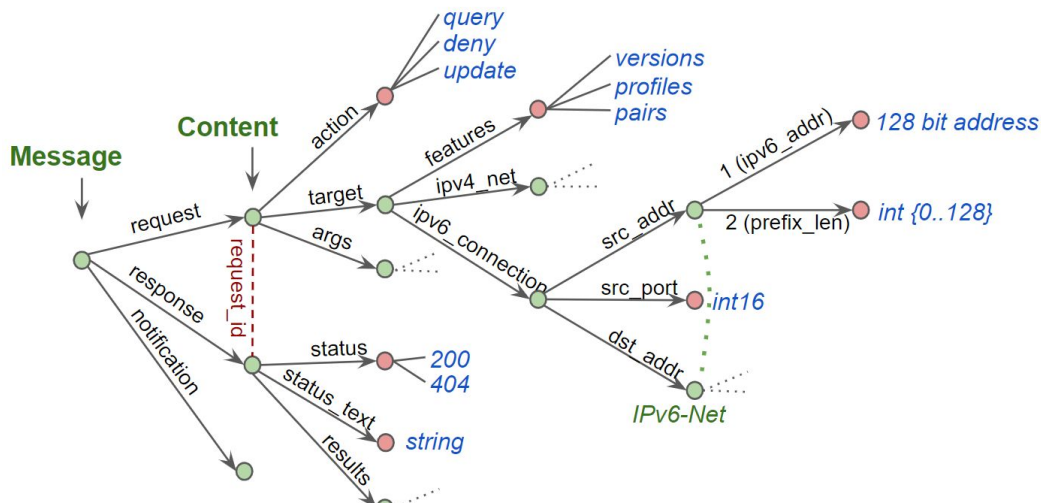 query
deny
update
versions
profiles
pairs
Content
action
features
1 (ipv6_addr)
128 bit address
Message
request
target
ipv4_net
ipv6_connection
src_addr
2 (prefix_len)
int {0..128}
args
request_id
response
notification
src_port
int16
status
200
404
status_text
string
dst_addr
IPv6-Net
results